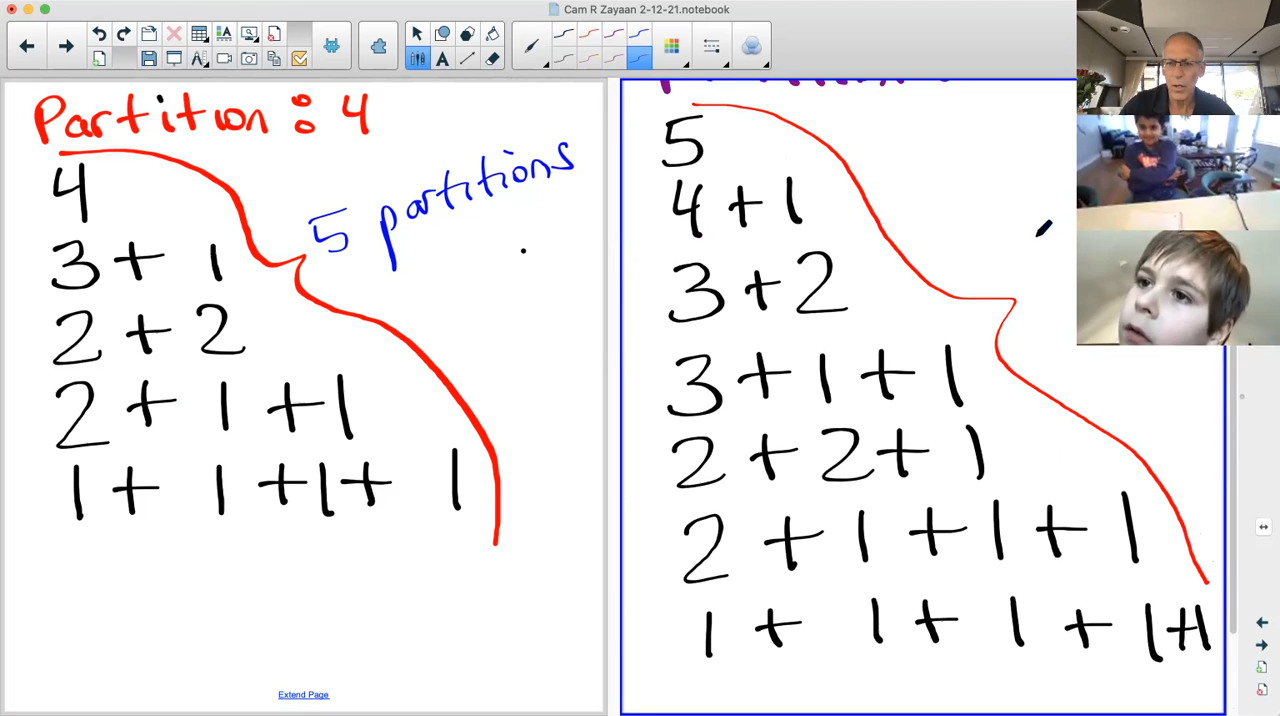 Cam R Zayaan 2-12-21.notebook
Partition : 4
4
3 + 1
2 + 2
2 + 1 + 1
1 + 1 + 1 + 1
5 partitions
Extend Page
5
4 + 1
3 + 2
3 + 1 + 1
2 + 2 + 1
2 + 1 + 1 + 1
1 + 1 + 1 + 1 + 1